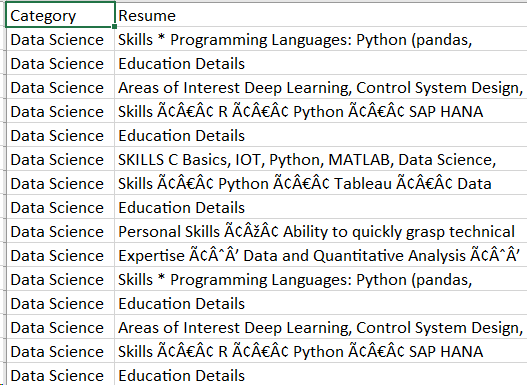 Category Resume
Data Science Skills * Programming Languages: Python (pandas,
Data Science Education Details
Data Science Areas of Interest Deep Learning, Control System Design,
Data Science Skills Ã¢Â€Â¢ R Ã¢Â€Â¢ Python Ã¢Â€Â¢ SAP HANA
Data Science Education Details
Data Science SKILLS C Basics, IOT, Python, MATLAB, Data Science,
Data Science Skills Ã¢Â€Â¢ Python Ã¢Â€Â¢ Tableau Ã¢Â€Â¢ Data
Data Science Education Details
Data Science Personal Skills Ã¢ÂžÂ¢ Ability to quickly grasp technical
Data Science Expertise Ã¢ÂˆÂ’ Data and Quantitative Analysis Ã¢ÂˆÂ’
Data Science Skills * Programming Languages: Python (pandas,
Data Science Education Details
Data Science Areas of Interest Deep Learning, Control System Design,
Data Science Skills Ã¢Â€Â¢ R Ã¢Â€Â¢ Python Ã¢Â€Â¢ SAP HANA
Data Science Education Details